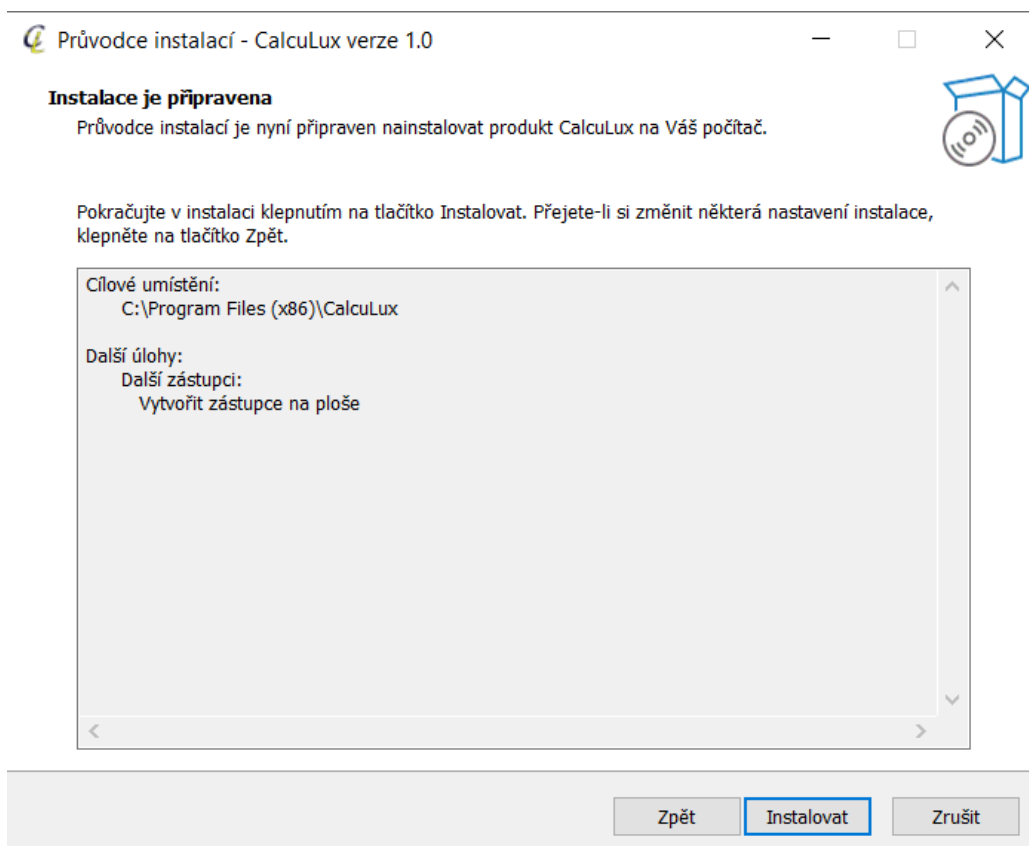 Průvodce instalací - CalcuLux verze 1.0
Instalace je připravena
Průvodce instalací je nyní připraven nainstalovat produkt CalcuLux na Váš počítač.
Pokračujte v instalaci klepnutím na tlačítko Instalovat. Přejete-li si změnit některá nastavení instalace,
klepněte na tlačítko Zpět.
Cílové umístění:
C:\Program Files (x86)\CalcuLux
Další úlohy:
Další zástupci:
Vytvořit zástupce na ploše
Zpět Instalovat Zrušit